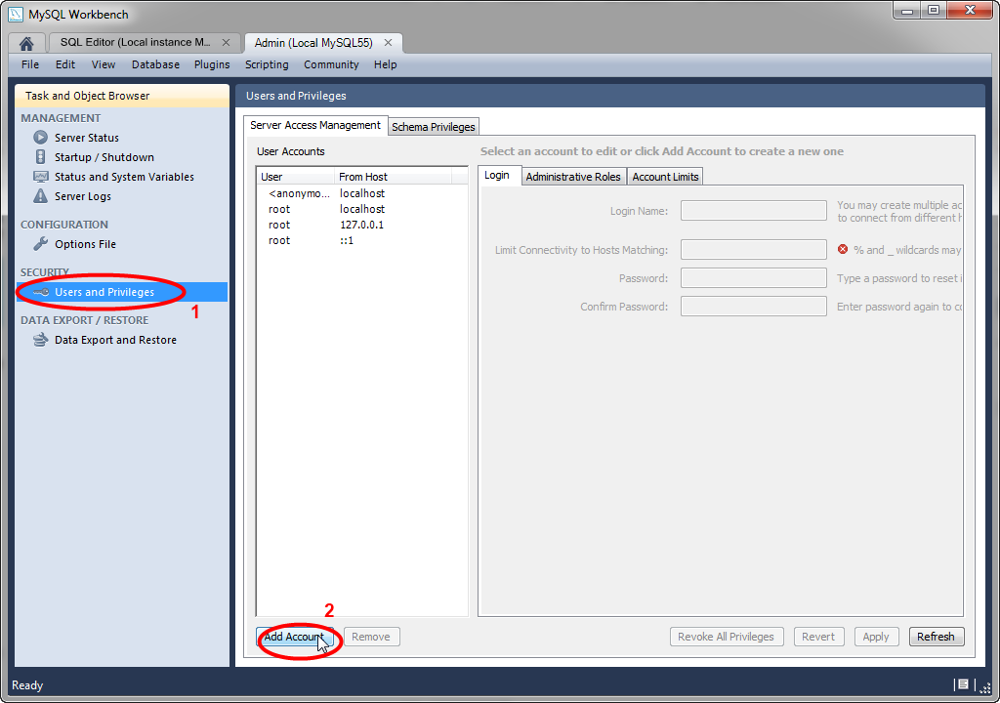 MySQL Workbench
SQL Editor (Local instance M...
Admin (Local MySQL55)
File Edit View Database Plugins Scripting Community Help
Task and Object Browser
MANAGEMENT
Server Status
Startup / Shutdown
Status and System Variables
Server Logs
CONFIGURATION
Options File
SECURITY
Users and Privileges
1
DATA EXPORT / RESTORE
Data Export and Restore
Users and Privileges
Server Access Management Schema Privileges
User Accounts
User From Host
<anonymo... localhost
root localhost
root 127.0.0.1
root ::1
2
Add Account Remove
Select an account to edit or click Add Account to create a new one
Login Administrative Roles Account Limits
Login Name: You may create multiple ac
to connect from different h
Limit Connectivity to Hosts Matching: % and _ wildcards may
Password: Type a password to reset i
Confirm Password: Enter password again to co
Revoke All Privileges Revert Apply Refresh
Ready